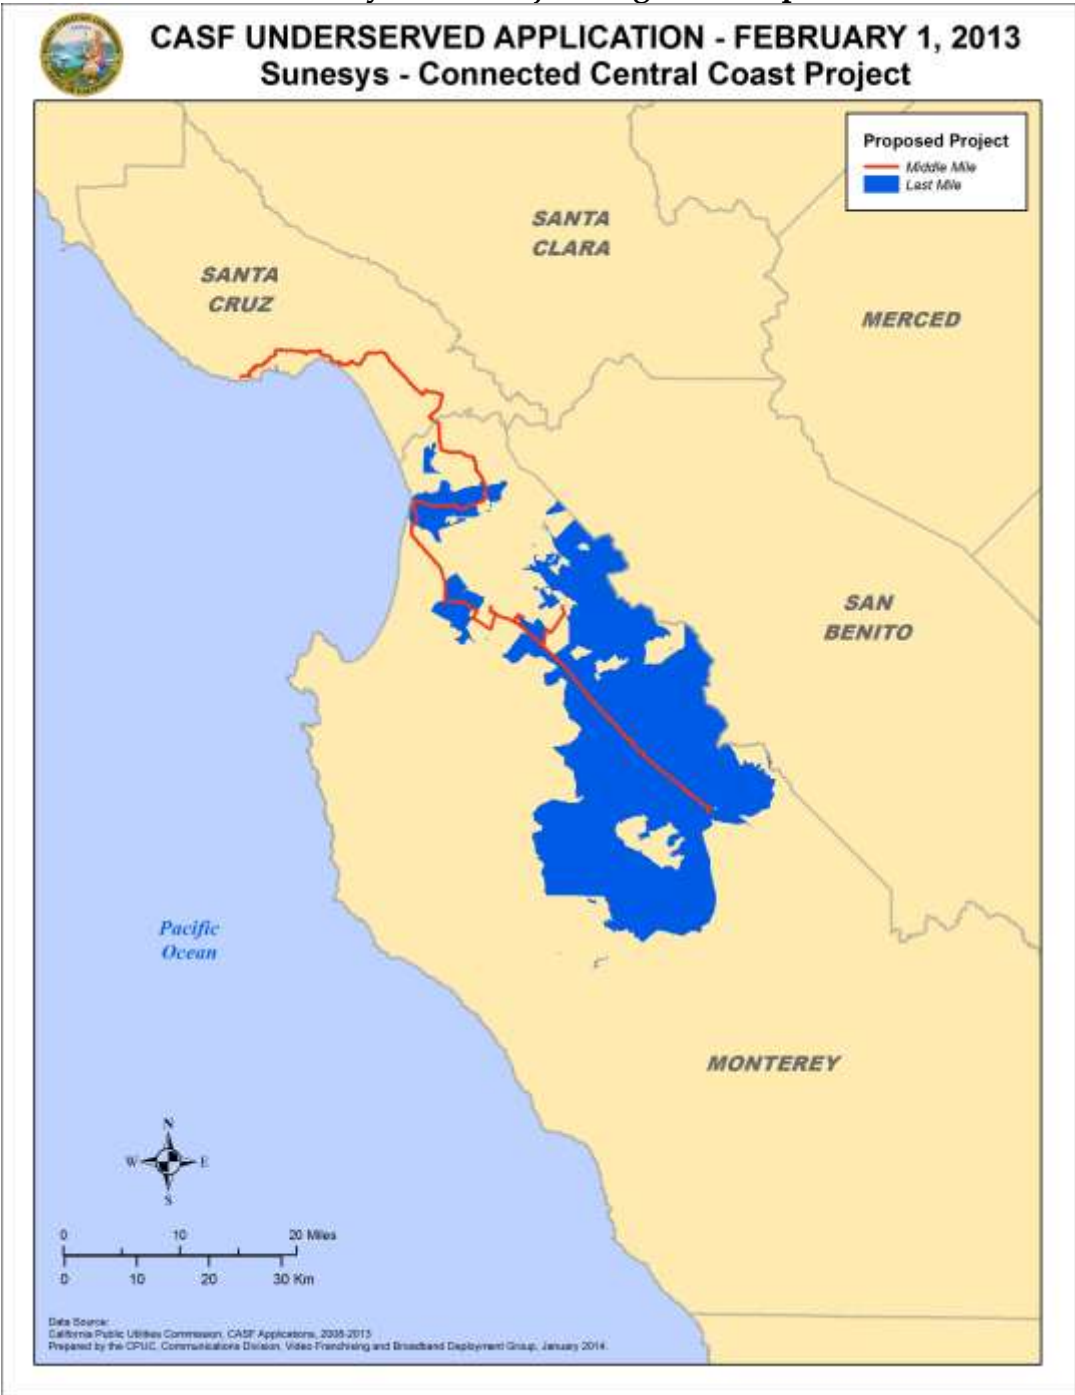 CASF UNDERSERVED APPLICATION - FEBRUARY 1, 2013
Sunesys - Connected Central Coast Project
Proposed Project
Middle Mile
Last Mile
SANTA
CLARA
SANTA
CRUZ
MERCED
SAN
BENITO
Pacific
Ocean
MONTEREY
N
W E
S
0 10 20 Miles
0 10 20 30 Km
Data Source:
California Public Utilities Commission, CASF Applications, 2008-2013
Prepared by the CPUC, Communications Division, Video Franchising and Broadband Deployment Group, January 2014.